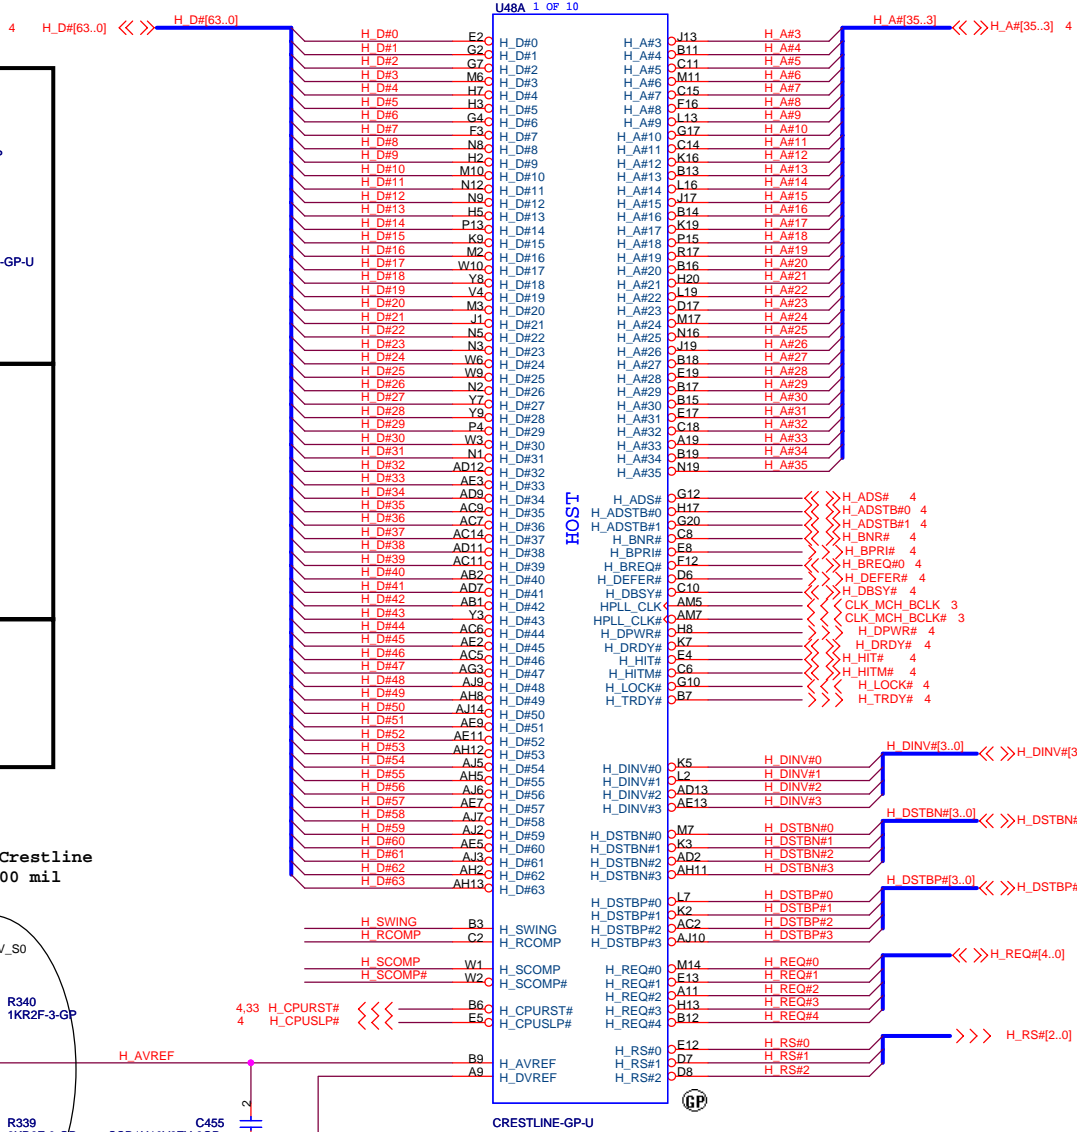 U48A 1 OF 10
4 H_D#[63..0] H_D#[63..0]
H_A#[35..3] H_A#[35..3] 4
H_D#0 E2 H_D#0
H_D#1 G2 H_D#1
H_D#2 G7 H_D#2
H_D#3 M6 H_D#3
H_D#4 H7 H_D#4
H_D#5 H3 H_D#5
H_D#6 G4 H_D#6
H_D#7 F3 H_D#7
H_D#8 N8 H_D#8
H_D#9 H2 H_D#9
H_D#10 M10 H_D#10
H_D#11 N12 H_D#11
H_D#12 N9 H_D#12
H_D#13 H5 H_D#13
H_D#14 P13 H_D#14
H_D#15 K9 H_D#15
H_D#16 M2 H_D#16
H_D#17 W10 H_D#17
H_D#18 Y8 H_D#18
H_D#19 V4 H_D#19
H_D#20 M3 H_D#20
H_D#21 J1 H_D#21
H_D#22 N5 H_D#22
H_D#23 N3 H_D#23
H_D#24 W6 H_D#24
H_D#25 W9 H_D#25
H_D#26 N2 H_D#26
H_D#27 Y7 H_D#27
H_D#28 Y9 H_D#28
H_D#29 P4 H_D#29
H_D#30 W3 H_D#30
H_D#31 N1 H_D#31
H_D#32 AD12 H_D#32
H_D#33 AE3 H_D#33
H_D#34 AD9 H_D#34
H_D#35 AC9 H_D#35
H_D#36 AC7 H_D#36
H_D#37 AC14 H_D#37
H_D#38 AD11 H_D#38
H_D#39 AC11 H_D#39
H_D#40 AB2 H_D#40
H_D#41 AD7 H_D#41
H_D#42 AB1 H_D#42
H_D#43 Y3 H_D#43
H_D#44 AC6 H_D#44
H_D#45 AE2 H_D#45
H_D#46 AC5 H_D#46
H_D#47 AG3 H_D#47
H_D#48 AJ9 H_D#48
H_D#49 AH8 H_D#49
H_D#50 AJ14 H_D#50
H_D#51 AE9 H_D#51
H_D#52 AE11 H_D#52
H_D#53 AH12 H_D#53
H_D#54 AJ5 H_D#54
H_D#55 AH5 H_D#55
H_D#56 AJ6 H_D#56
H_D#57 AE7 H_D#57
H_D#58 AJ7 H_D#58
H_D#59 AJ2 H_D#59
H_D#60 AE5 H_D#60
H_D#61 AJ3 H_D#61
H_D#62 AH2 H_D#62
H_D#63 AH13 H_D#63
H_SWING B3 H_SWING
H_RCOMP C2 H_RCOMP
H_SCOMP W1 H_SCOMP
H_SCOMP# W2 H_SCOMP#
4,33 H_CPURST# B6 H_CPURST#
4 H_CPUSLP# E5 H_CPUSLP#
H_AVREF B9 H_AVREF
A9 H_DVREF
HOST
H_A#3 J13 H_A#3
H_A#4 B11 H_A#4
H_A#5 C11 H_A#5
H_A#6 M11 H_A#6
H_A#7 C15 H_A#7
H_A#8 F16 H_A#8
H_A#9 L13 H_A#9
H_A#10 G17 H_A#10
H_A#11 C14 H_A#11
H_A#12 K16 H_A#12
H_A#13 B13 H_A#13
H_A#14 L16 H_A#14
H_A#15 J17 H_A#15
H_A#16 B14 H_A#16
H_A#17 K19 H_A#17
H_A#18 P15 H_A#18
H_A#19 R17 H_A#19
H_A#20 B16 H_A#20
H_A#21 H20 H_A#21
H_A#22 L19 H_A#22
H_A#23 D17 H_A#23
H_A#24 M17 H_A#24
H_A#25 N16 H_A#25
H_A#26 J19 H_A#26
H_A#27 B18 H_A#27
H_A#28 E19 H_A#28
H_A#29 B17 H_A#29
H_A#30 B15 H_A#30
H_A#31 E17 H_A#31
H_A#32 C18 H_A#32
H_A#33 A19 H_A#33
H_A#34 B19 H_A#34
H_A#35 N19 H_A#35
H_ADS# G12 H_ADS# 4
H_ADSTB#0 H17 H_ADSTB#0 4
H_ADSTB#1 G20 H_ADSTB#1 4
H_BNR# C8 H_BNR# 4
H_BPRI# E8 H_BPRI# 4
H_BREQ# F12 H_BREQ#0 4
H_DEFER# D6 H_DEFER# 4
H_DBSY# C10 H_DBSY# 4
HPLL_CLK AM5 CLK_MCH_BCLK 3
HPLL_CLK# AM7 CLK_MCH_BCLK# 3
H_DPWR# H8 H_DPWR# 4
H_DRDY# K7 H_DRDY# 4
H_HIT# E4 H_HIT# 4
H_HITM# C6 H_HITM# 4
H_LOCK# G10 H_LOCK# 4
H_TRDY# B7 H_TRDY# 4
H_DINV#[3..0] H_DINV#[3
H_DINV#0 K5 H_DINV#0
H_DINV#1 L2 H_DINV#1
H_DINV#2 AD13 H_DINV#2
H_DINV#3 AE13 H_DINV#3
H_DSTBN#[3..0] H_DSTBN#
H_DSTBN#0 M7 H_DSTBN#0
H_DSTBN#1 K3 H_DSTBN#1
H_DSTBN#2 AD2 H_DSTBN#2
H_DSTBN#3 AH11 H_DSTBN#3
H_DSTBP#[3..0] H_DSTBP#
H_DSTBP#0 L7 H_DSTBP#0
H_DSTBP#1 K2 H_DSTBP#1
H_DSTBP#2 AC2 H_DSTBP#2
H_DSTBP#3 AJ10 H_DSTBP#3
H_REQ#[4..0]
H_REQ#0 M14 H_REQ#0
H_REQ#1 E13 H_REQ#1
H_REQ#2 A11 H_REQ#2
H_REQ#3 H13 H_REQ#3
H_REQ#4 B12 H_REQ#4
H_RS#[2..0]
H_RS#0 E12 H_RS#0
H_RS#1 D7 H_RS#1
H_RS#2 D8 H_RS#2
GP
CRESTLINE-GP-U
-GP-U
Crestline
00 mil
V_S0
R340
1KR2F-3-GP
R339
C455
2